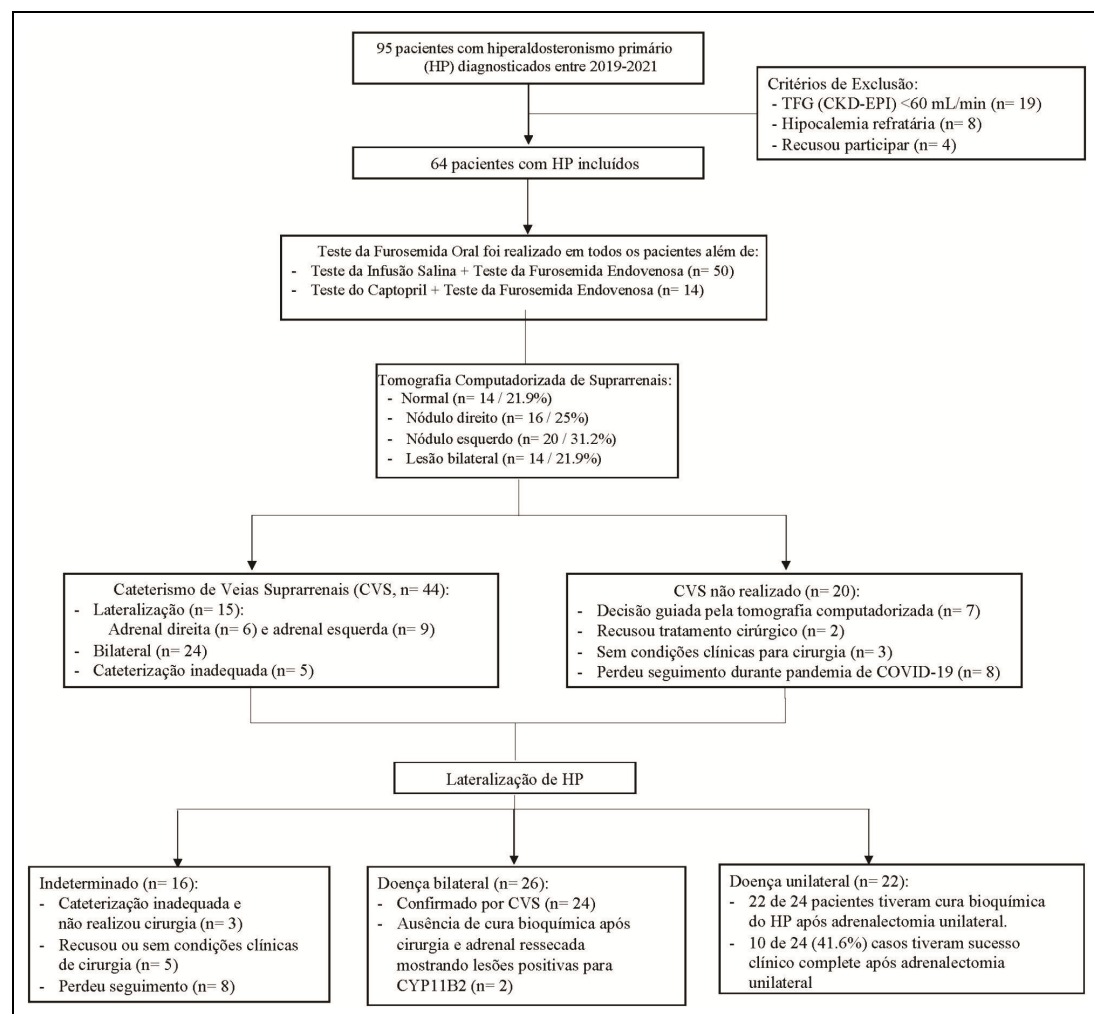 95 pacientes com hiperaldosteronismo primário
(HP) diagnosticados entre 2019-2021
Critérios de Exclusão:
- TFG (CKD-EPI) <60 mL/min (n= 19)
- Hipocalemia refratária (n= 8)
- Recusou participar (n= 4)
64 pacientes com HP incluídos
Teste da Furosemida Oral foi realizado em todos os pacientes além de:
- Teste da Infusão Salina + Teste da Furosemida Endovenosa (n= 50)
- Teste do Captopril + Teste da Furosemida Endovenosa (n= 14)
Tomografia Computadorizada de Suprarrenais:
- Normal (n= 14 / 21.9%)
- Nódulo direito (n= 16 / 25%)
- Nódulo esquerdo (n= 20 / 31.2%)
- Lesão bilateral (n= 14 / 21.9%)
Cateterismo de Veias Suprarrenais (CVS, n= 44):
- Lateralização (n= 15):
Adrenal direita (n= 6) e adrenal esquerda (n= 9)
- Bilateral (n= 24)
- Cateterização inadequada (n= 5)
CVS não realizado (n= 20):
- Decisão guiada pela tomografia computadorizada (n= 7)
- Recusou tratamento cirúrgico (n= 2)
- Sem condições clínicas para cirurgia (n= 3)
- Perdeu seguimento durante pandemia de COVID-19 (n= 8)
Lateralização de HP
Indeterminado (n= 16):
- Cateterização inadequada e
não realizou cirurgia (n= 3)
- Recusou ou sem condições clínicas
de cirurgia (n= 5)
- Perdeu seguimento (n= 8)
Doença bilateral (n= 26):
- Confirmado por CVS (n= 24)
- Ausência de cura bioquímica após
cirurgia e adrenal ressecada
mostrando lesões positivas para
CYP11B2 (n= 2)
Doença unilateral (n= 22):
- 22 de 24 pacientes tiveram cura bioquímica
do HP após adrenalectomia unilateral.
- 10 de 24 (41.6%) casos tiveram sucesso
clínico complete após adrenalectomia
unilateral